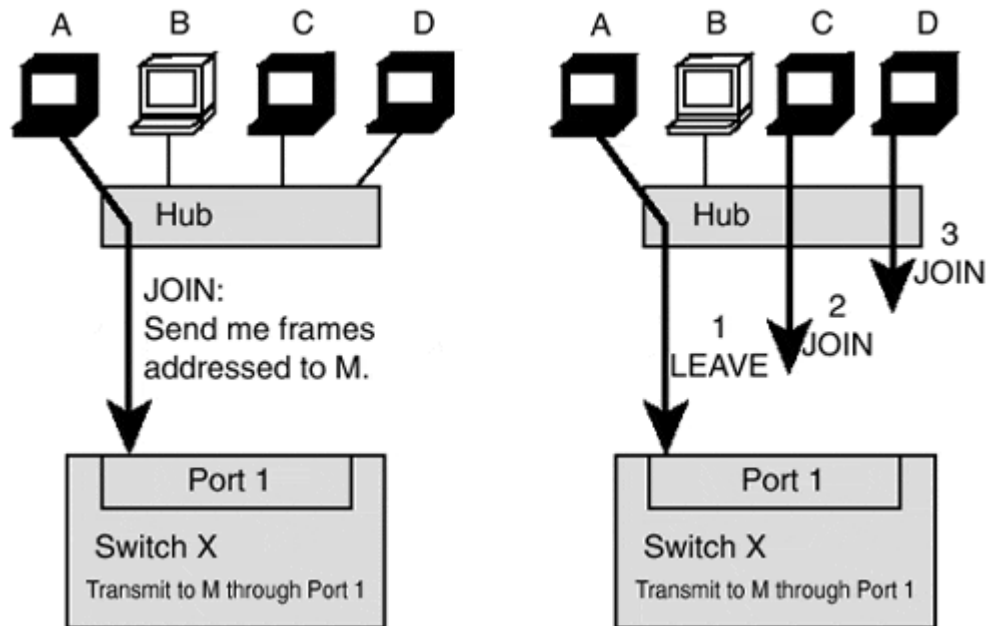 A B C D
Hub
JOIN:
Send me frames
addressed to M.
Port 1
Switch X
Transmit to M through Port 1
A B C D
Hub
1
LEAVE
2
JOIN
3
JOIN
Port 1
Switch X
Transmit to M through Port 1